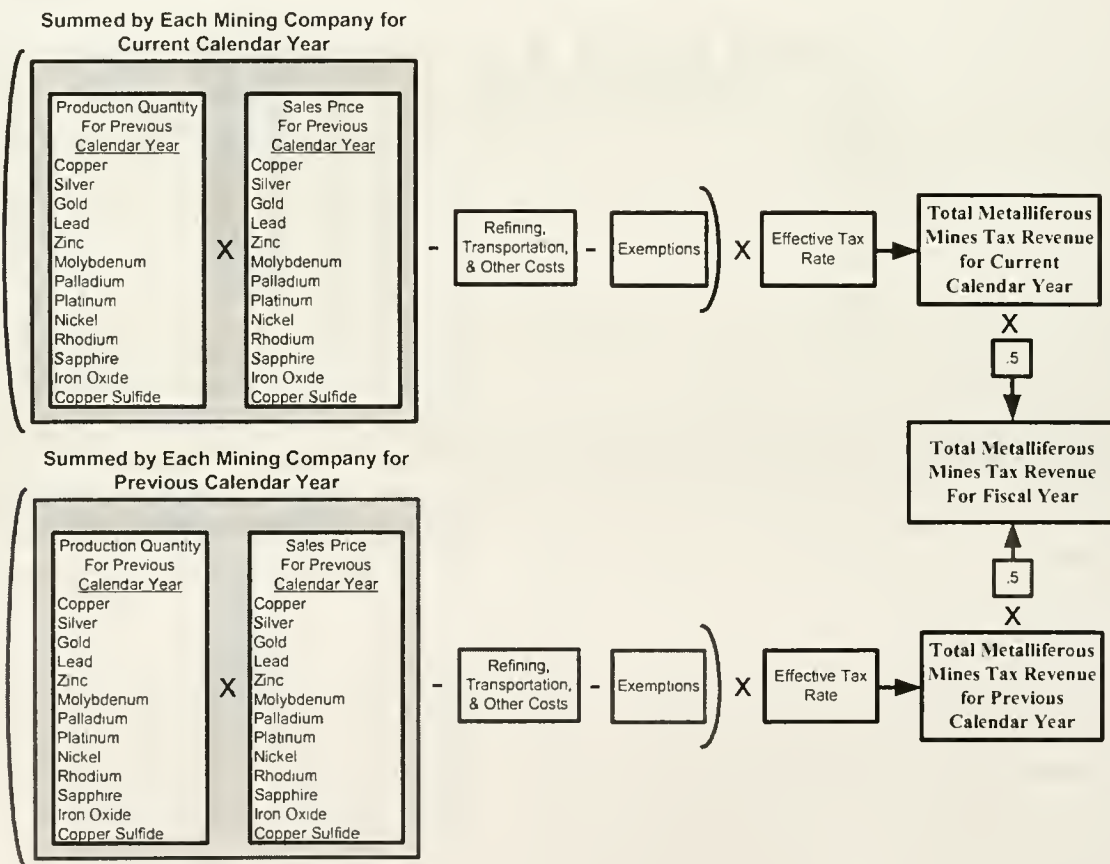 Summed by Each Mining Company for
Current Calendar Year
Production Quantity
For Previous
Calendar Year
Copper
Silver
Gold
Lead
Zinc
Molybdenum
Palladium
Platinum
Nickel
Rhodium
Sapphire
Iron Oxide
Copper Sulfide
X
Sales Price
For Previous
Calendar Year
Copper
Silver
Gold
Lead
Zinc
Molybdenum
Palladium
Platinum
Nickel
Rhodium
Sapphire
Iron Oxide
Copper Sulfide
-
Refining,
Transportation,
& Other Costs
-
Exemptions
X
Effective Tax
Rate
Total Metalliferous
Mines Tax Revenue
for Current
Calendar Year
X
.5
Total Metalliferous
Mines Tax Revenue
For Fiscal Year
Summed by Each Mining Company for
Previous Calendar Year
Production Quantity
For Previous
Calendar Year
Copper
Silver
Gold
Lead
Zinc
Molybdenum
Palladium
Platinum
Nickel
Rhodium
Sapphire
Iron Oxide
Copper Sulfide
X
Sales Price
For Previous
Calendar Year
Copper
Silver
Gold
Lead
Zinc
Molybdenum
Palladium
Platinum
Nickel
Rhodium
Sapphire
Iron Oxide
Copper Sulfide
-
Refining,
Transportation,
& Other Costs
-
Exemptions
X
Effective Tax
Rate
.5
X
Total Metalliferous
Mines Tax Revenue
for Previous
Calendar Year